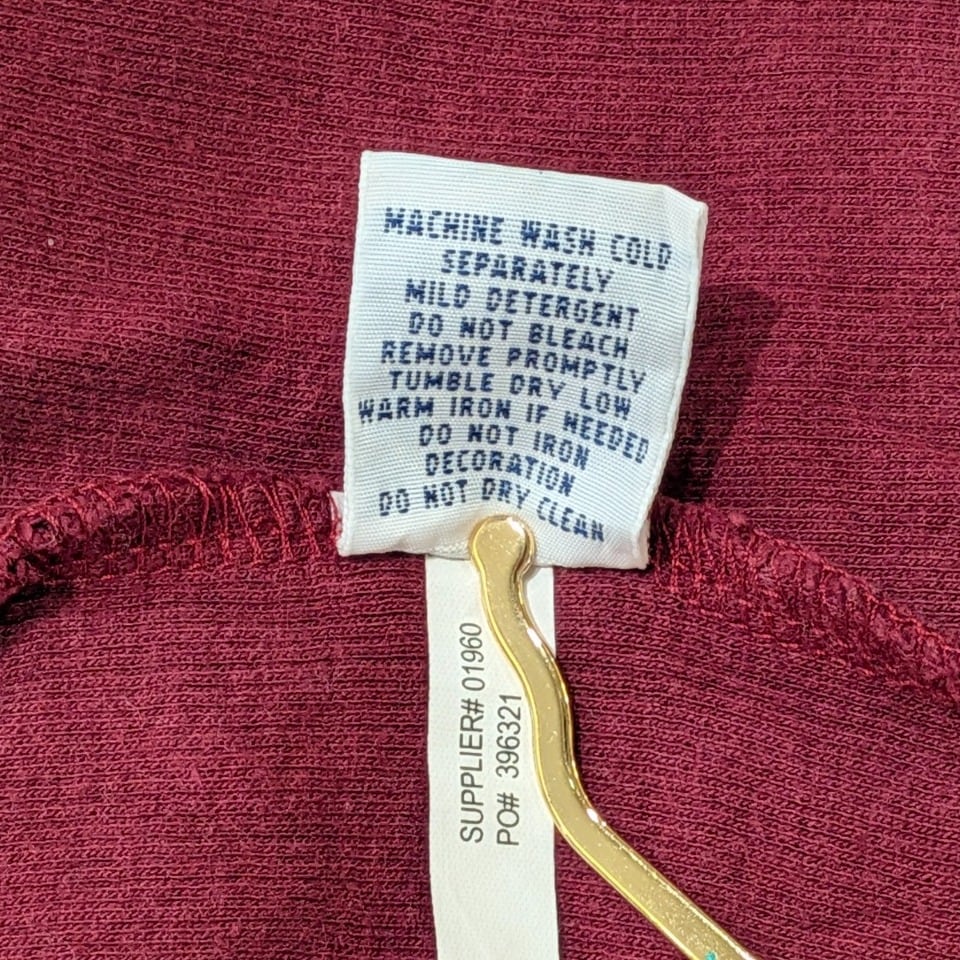 MACHINE WASH COLD
SEPARATELY
MILD DETERGENT
DO NOT BLEACH
REMOVE PROMPTLY
TUMBLE DRY LOW
WARM IRON IF NEEDED
DO NOT IRON
DECORATION
DO NOT DRY CLEAN
SUPPLIER# 01960
PO# 396321